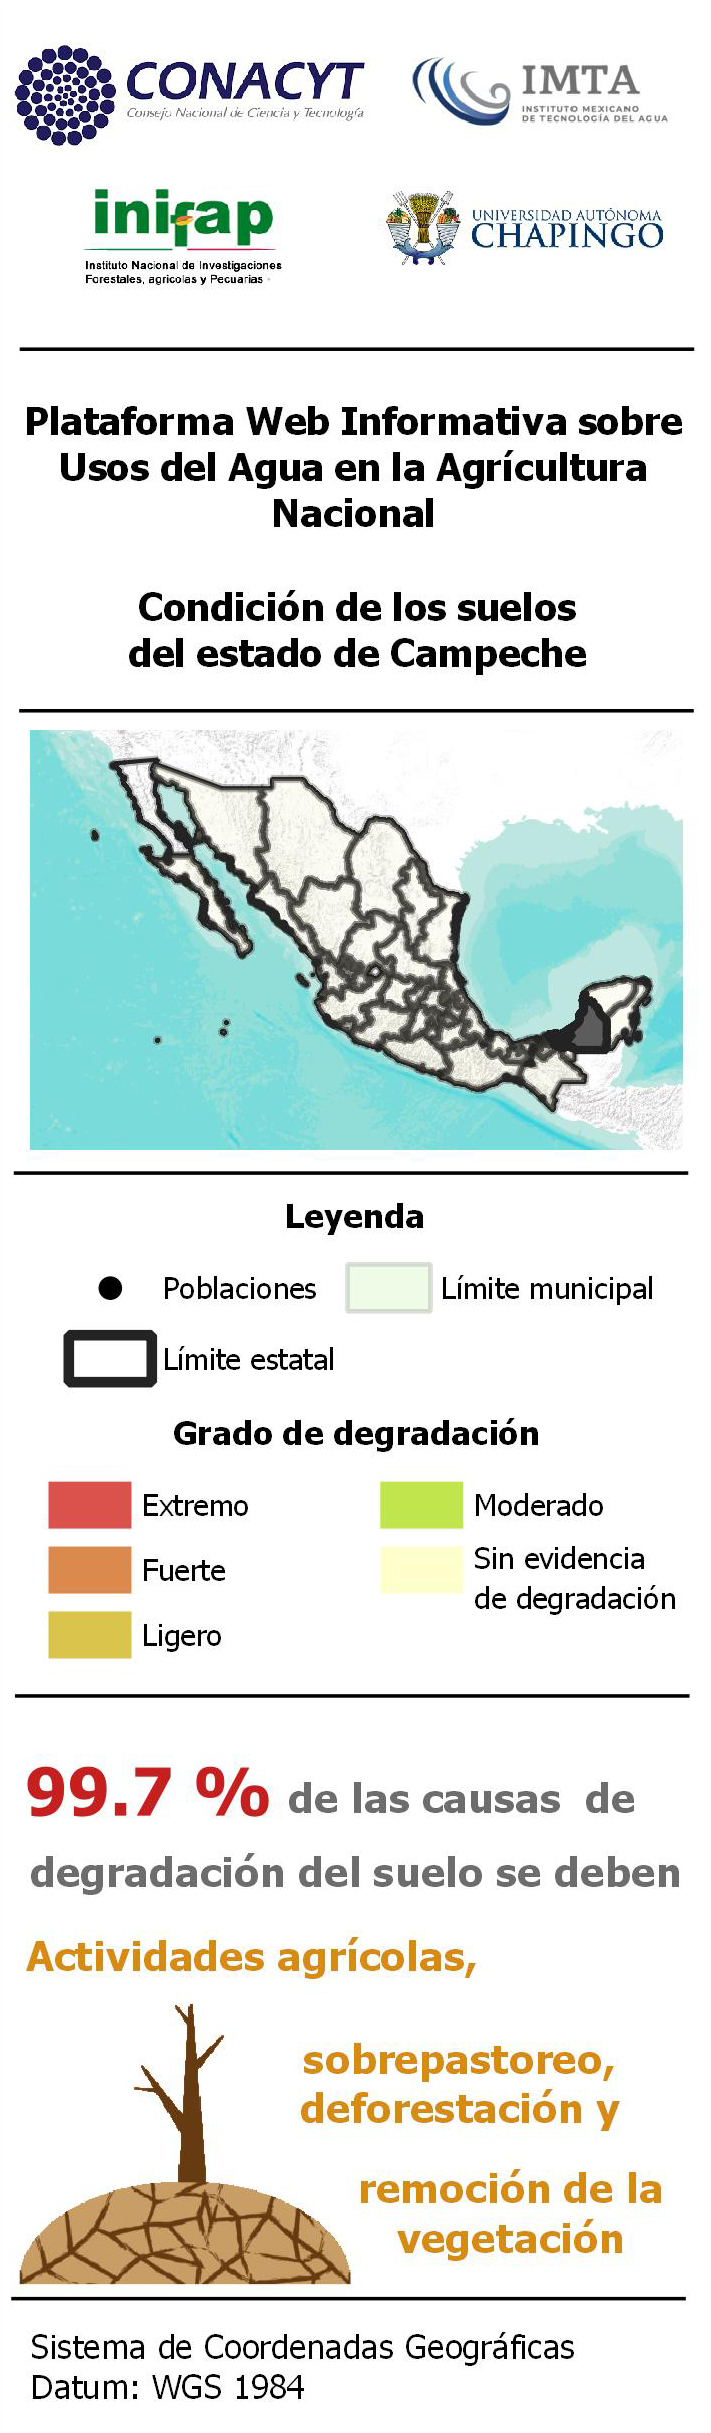 CONACYT
Consejo Nacional de Ciencia y Tecnología
IMTA
INSTITUTO MEXICANO
DE TECNOLOGÍA DEL AGUA
inifap
Instituto Nacional de Investigaciones
Forestales, agricolas y Pecuarias
UNIVERSIDAD AUTÓNOMA
CHAPINGO
Plataforma Web Informativa sobre
Usos del Agua en la Agrícultura
Nacional
Condición de los suelos
del estado de Campeche
Leyenda
Poblaciones
Límite municipal
Límite estatal
Grado de degradación
Extremo
Moderado
Fuerte
Sin evidencia
de degradación
Ligero
99.7 % de las causas de
degradación del suelo se deben
Actividades agrícolas,
sobrepastoreo,
deforestación y
remoción de la
vegetación
Sistema de Coordenadas Geográficas
Datum: WGS 1984